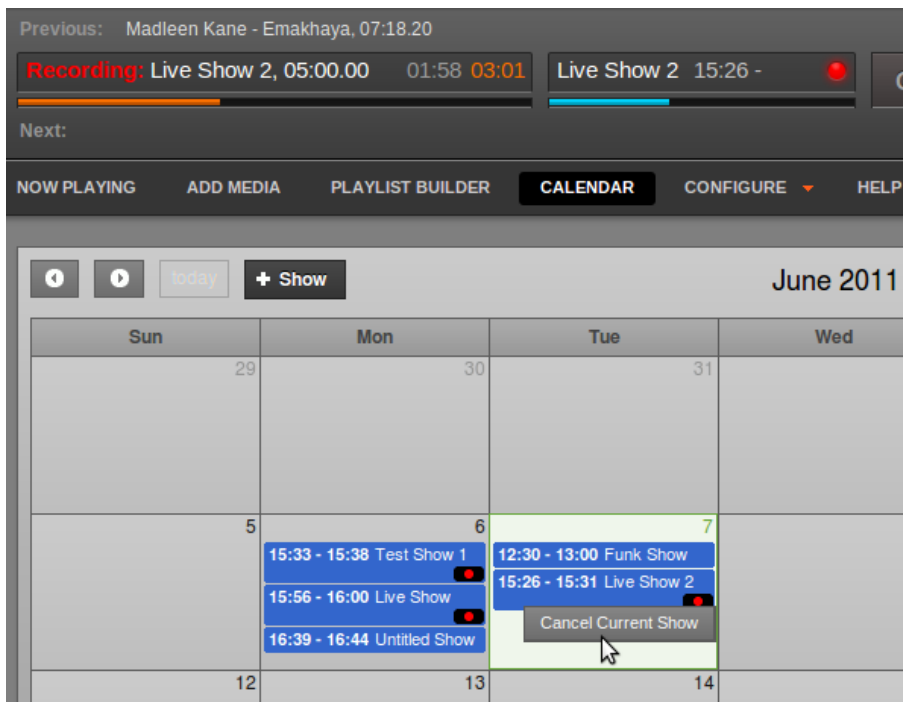 Previous: Madleen Kane - Emakhaya, 07:18.20
Recording: Live Show 2, 05:00.00 01:58 03:01
Live Show 2 15:26 -
Next:
NOW PLAYING ADD MEDIA PLAYLIST BUILDER CALENDAR CONFIGURE HELP
today + Show June 2011
Sun Mon Tue Wed
29 30 31
5 6 7
15:33 - 15:38 Test Show 1
15:56 - 16:00 Live Show
16:39 - 16:44 Untitled Show
12:30 - 13:00 Funk Show
15:26 - 15:31 Live Show 2
Cancel Current Show
12 13 14